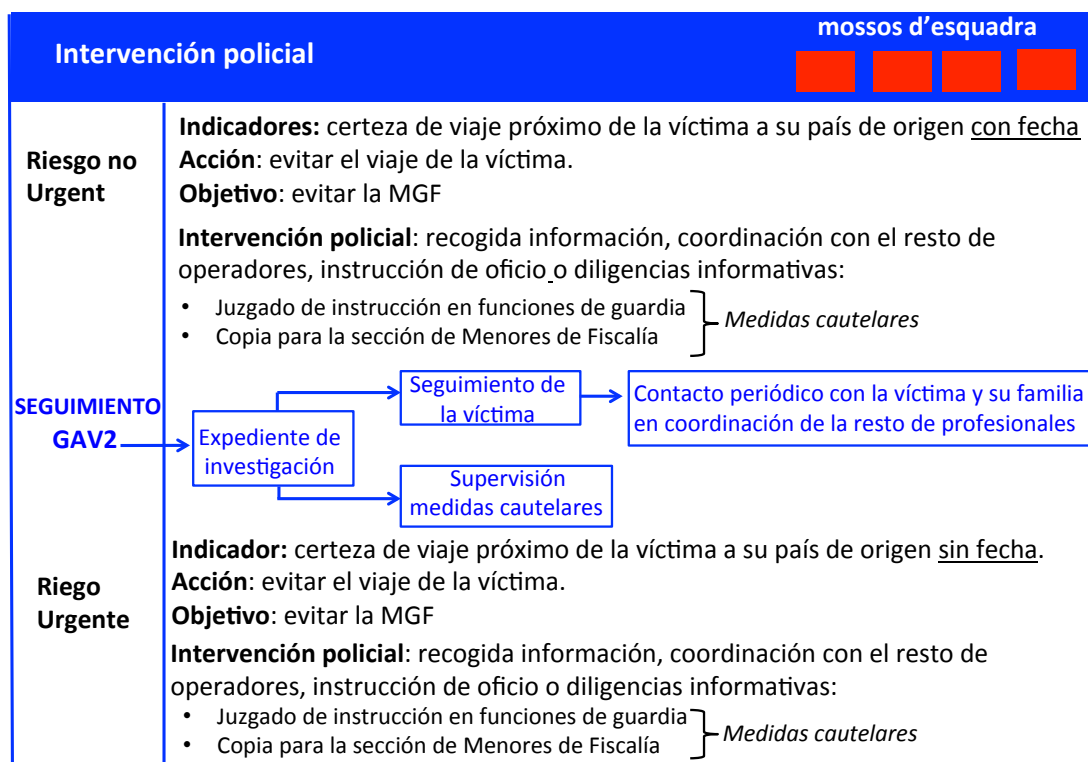 Intervención policial
mossos d'esquadra
Riesgo no
Urgent
Indicadores: certeza de viaje próximo de la víctima a su país de origen con fecha
Acción: evitar el viaje de la víctima.
Objetivo: evitar la MGF
Intervención policial: recogida información, coordinación con el resto de
operadores, instrucción de oficio o diligencias informativas:
• Juzgado de instrucción en funciones de guardia
• Copia para la sección de Menores de Fiscalía
Medidas cautelares
SEGUIMIENTO
GAV2
Expediente de
investigación
Seguimiento de
la víctima
Contacto periódico con la víctima y su familia
en coordinación de la resto de profesionales
Supervisión
medidas cautelares
Riego
Urgente
Indicador: certeza de viaje próximo de la víctima a su país de origen sin fecha.
Acción: evitar el viaje de la víctima.
Objetivo: evitar la MGF
Intervención policial: recogida información, coordinación con el resto de
operadores, instrucción de oficio o diligencias informativas:
• Juzgado de instrucción en funciones de guardia
• Copia para la sección de Menores de Fiscalía
Medidas cautelares